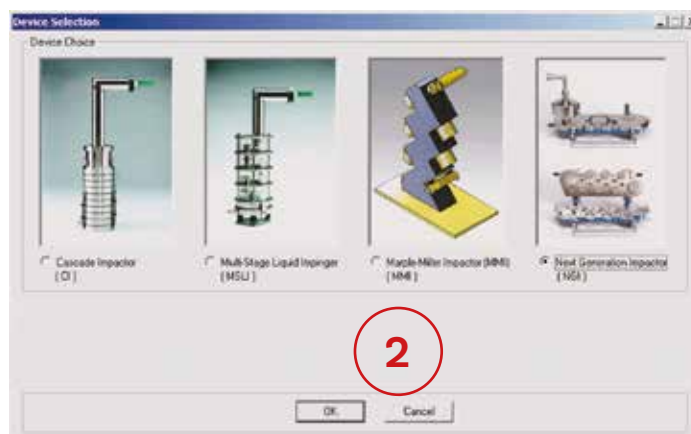 Device Selection
Device Choice
Cascade Impactor
( CI )
Multi-Stage Liquid Impinger
( MSLI )
Marple-Miller Impactor (MMI)
( MMI )
Next Generation Impactor
( NGI )
2
OK
Cancel